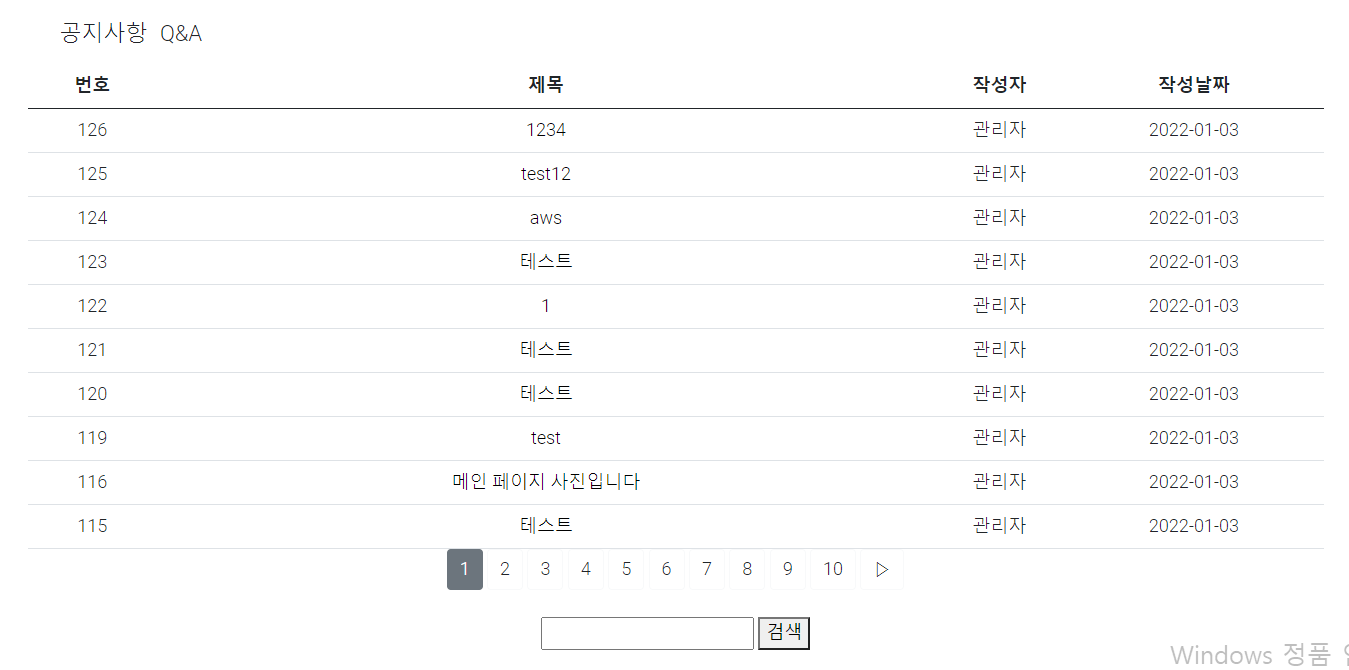 공지사항 Q&A
번호 제목 작성자 작성날짜
126 1234 관리자 2022-01-03
125 test12 관리자 2022-01-03
124 aws 관리자 2022-01-03
123 테스트 관리자 2022-01-03
122 1 관리자 2022-01-03
121 테스트 관리자 2022-01-03
120 테스트 관리자 2022-01-03
119 test 관리자 2022-01-03
116 메인 페이지 사진입니다 관리자 2022-01-03
115 테스트 관리자 2022-01-03
1 2 3 4 5 6 7 8 9 10 ▷
검색
Windows 정품